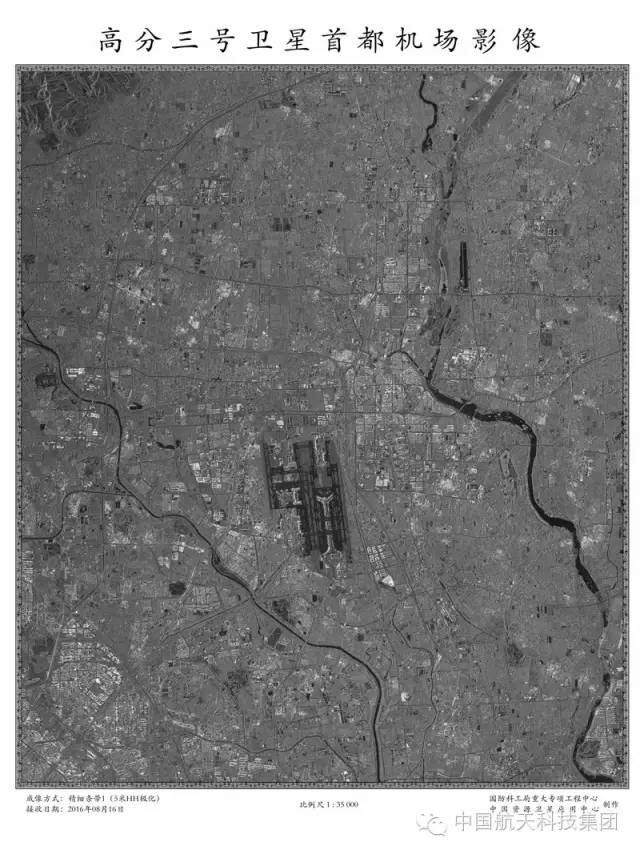 高分三号卫星首都机场影像
成像方式：精细条带1（5米HH极化）
接收日期：2016年08月16日
比例尺 1：35 000
国防科工局重大专项工程中心
中国资源卫星应用中心
制作
中国航天科技集团